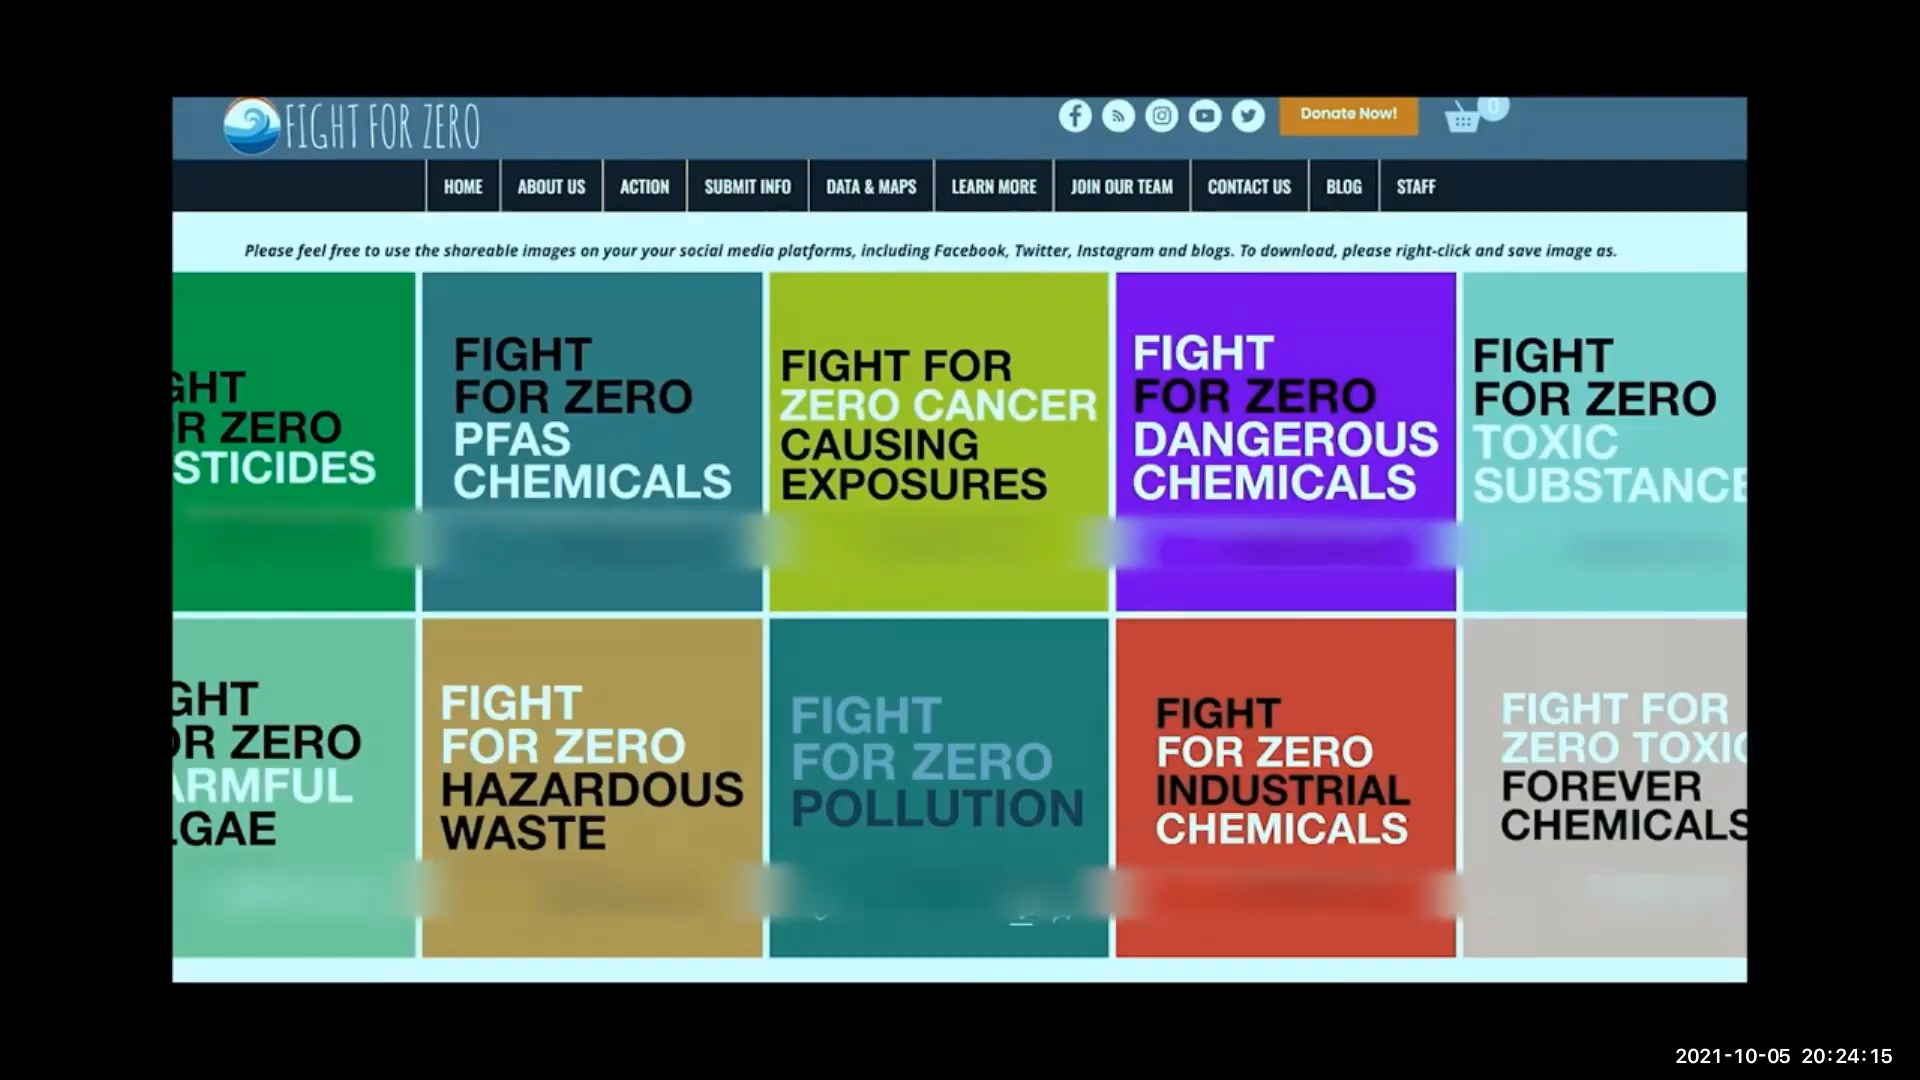 FIGHT FOR ZERO
0
Donate Now!
HOME
ABOUT US
ACTION
SUBMIT INFO
DATA & MAPS
LEARN MORE
JOIN OUR TEAM
CONTACT US
BLOG
STAFF
Please feel free to use the shareable images on your your social media platforms, including Facebook, Twitter, Instagram and blogs. To download, please right-click and save image as.
GHT
R ZERO
STICIDES
FIGHT
FOR ZERO
PFAS
CHEMICALS
FIGHT FOR
ZERO CANCER
CAUSING
EXPOSURES
FIGHT
FOR ZERO
DANGEROUS
CHEMICALS
FIGHT
FOR ZERO
TOXIC
SUBSTANCE
GHT
OR ZERO
ARMFUL
LGAE
FIGHT
FOR ZERO
HAZARDOUS
WASTE
FIGHT
FOR ZERO
POLLUTION
FIGHT
FOR ZERO
INDUSTRIAL
CHEMICALS
FIGHT FOR
ZERO TOXIC
FOREVER
CHEMICALS
2021-10-05 20:24:15